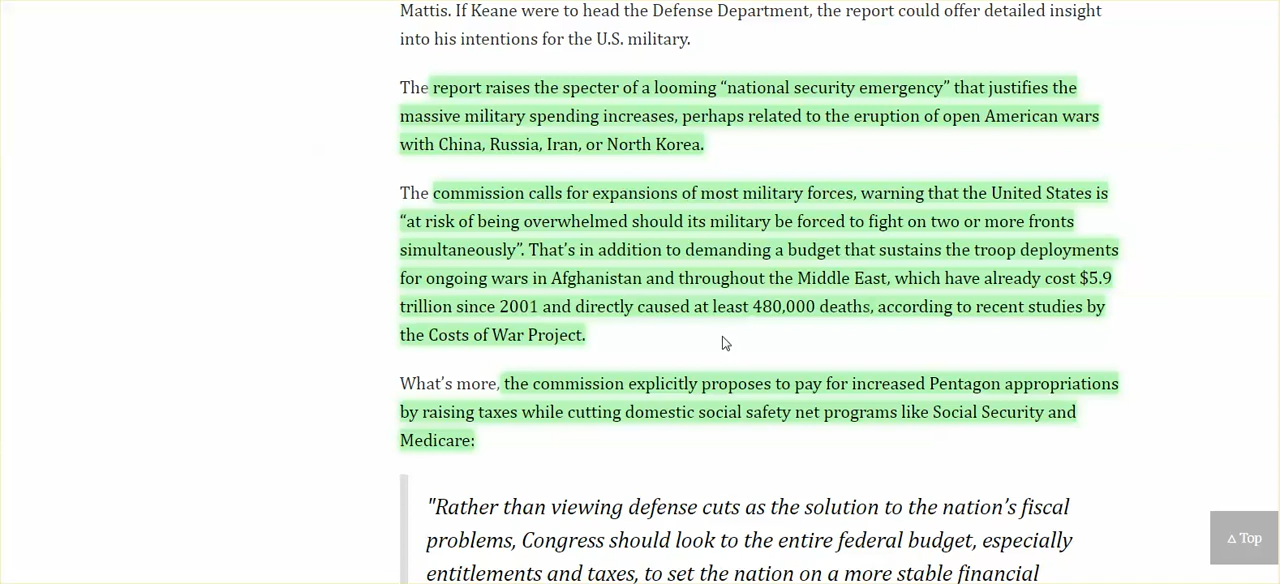 Mattis. If Keane were to head the Defense Department, the report could offer detailed insight
into his intentions for the U.S. military.
The report raises the specter of a looming “national security emergency” that justifies the
massive military spending increases, perhaps related to the eruption of open American wars
with China, Russia, Iran, or North Korea.
The commission calls for expansions of most military forces, warning that the United States is
“at risk of being overwhelmed should its military be forced to fight on two or more fronts
simultaneously”. That’s in addition to demanding a budget that sustains the troop deployments
for ongoing wars in Afghanistan and throughout the Middle East, which have already cost $5.9
trillion since 2001 and directly caused at least 480,000 deaths, according to recent studies by
the Costs of War Project.
What’s more, the commission explicitly proposes to pay for increased Pentagon appropriations
by raising taxes while cutting domestic social safety net programs like Social Security and
Medicare:
"Rather than viewing defense cuts as the solution to the nation’s fiscal
problems, Congress should look to the entire federal budget, especially
entitlements and taxes, to set the nation on a more stable financial
△ Top